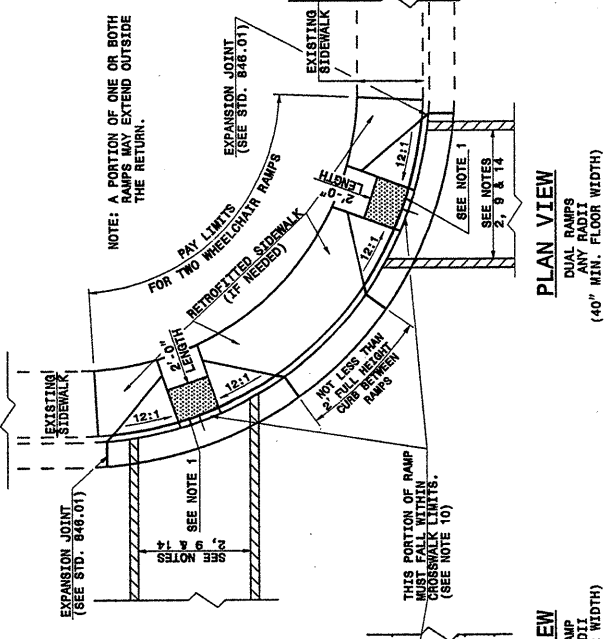 NOTE: A PORTION OF ONE OR BOTH
RAMPS MAY EXTEND OUTSIDE
THE RETURN.
EXPANSION JOINT
(SEE STD. 846.01)
EXISTING
SIDEWALK
PAY LIMITS
FOR TWO WHEELCHAIR RAMPS
RETROFITTED SIDEWALK
(IF NEEDED)
2'-0"
LENGTH
12:1
12:1
SEE NOTE 1
SEE NOTES
2, 9 & 14
EXISTING
SIDEWALK
2'-0"
LENGTH
12:1
12:1
NOT LESS THAN
2' FULL HEIGHT
CURB BETWEEN
RAMPS
EXPANSION JOINT
(SEE STD. 846.01)
SEE NOTE 1
SEE NOTES
2, 9 & 14
THIS PORTION OF RAMP
MUST FALL WITHIN
CROSSWALK LIMITS.
(SEE NOTE 10)
PLAN VIEW
DUAL RAMPS
ANY RADII
(40" MIN. FLOOR WIDTH)
EW
AMP
DII
WIDTH)